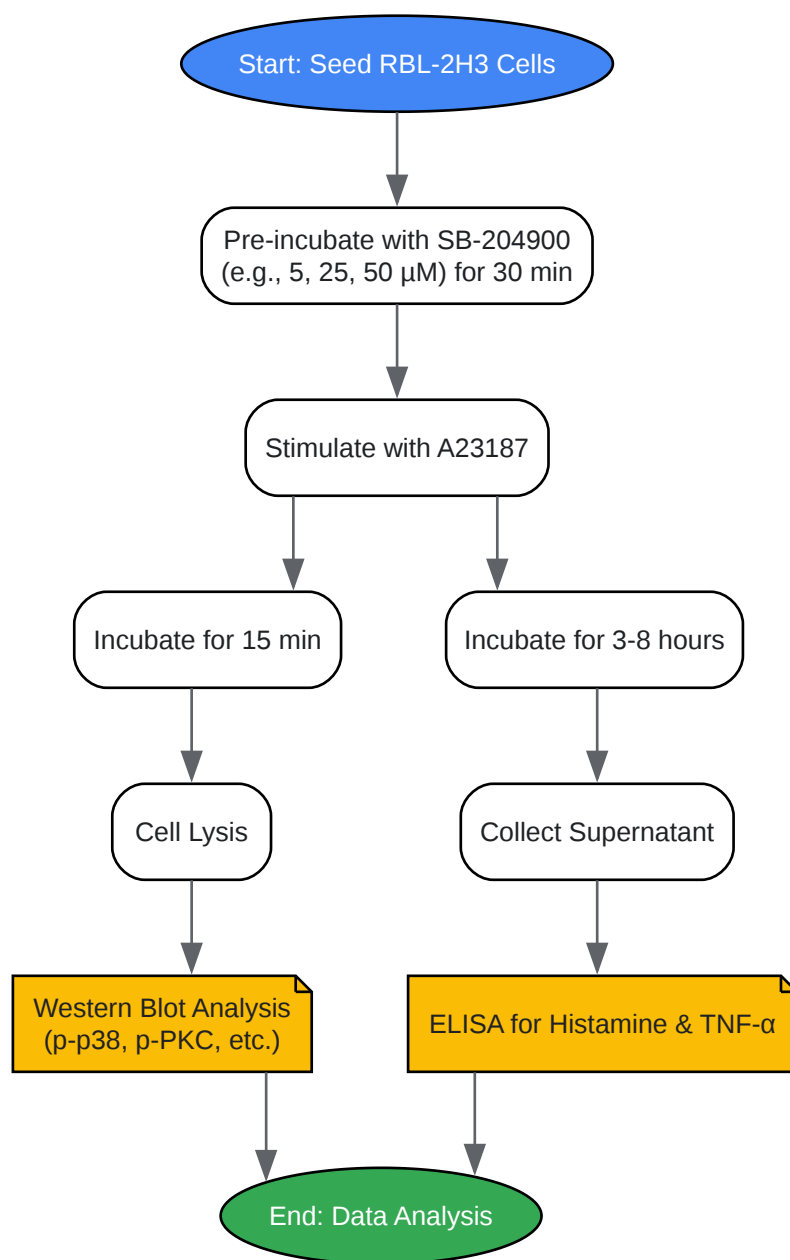 Start: Seed RBL-2H3 Cells
Pre-incubate with SB-204900
(e.g., 5, 25, 50 µM) for 30 min
Stimulate with A23187
Incubate for 15 min
Incubate for 3-8 hours
Cell Lysis
Collect Supernatant
Western Blot Analysis
(p-p38, p-PKC, etc.)
ELISA for Histamine & TNF-α
End: Data Analysis